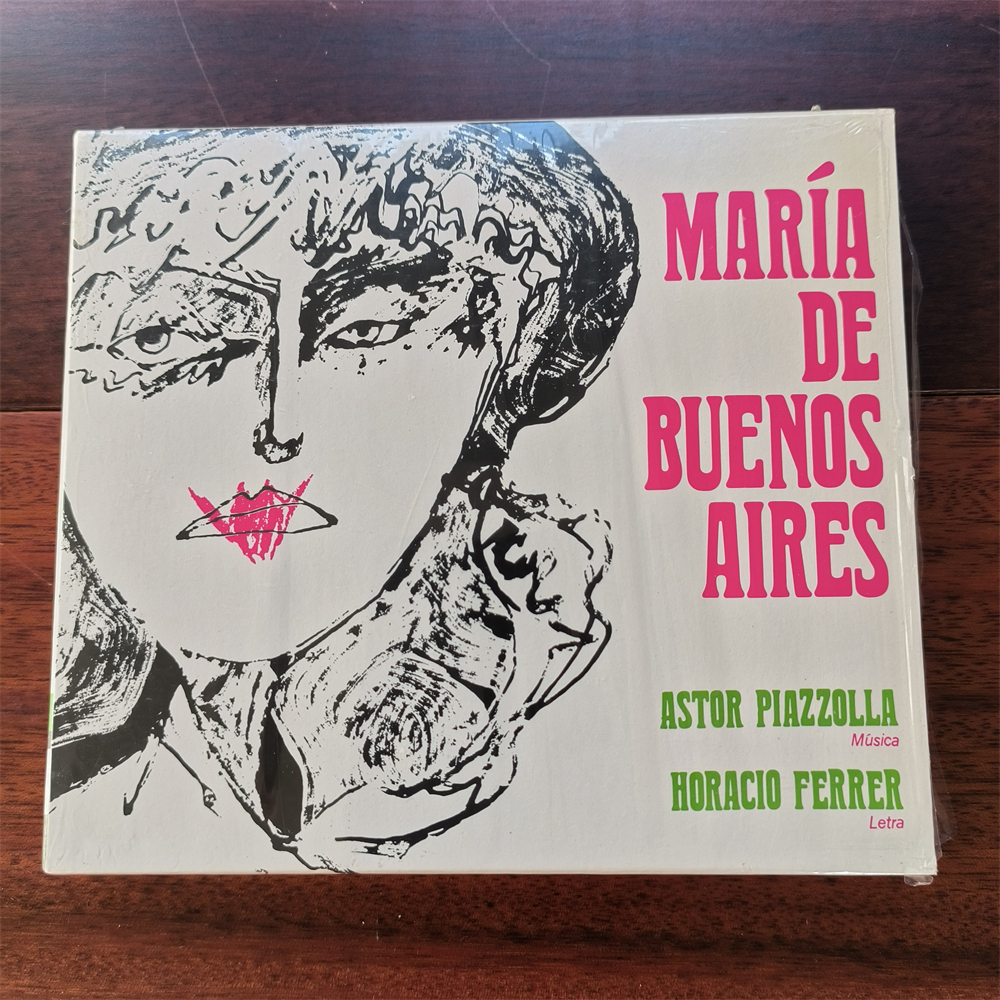 MARÍA
DE
BUENOS
AIRES
ASTOR PIAZZOLLA
Música
HORACIO FERRER
Letra